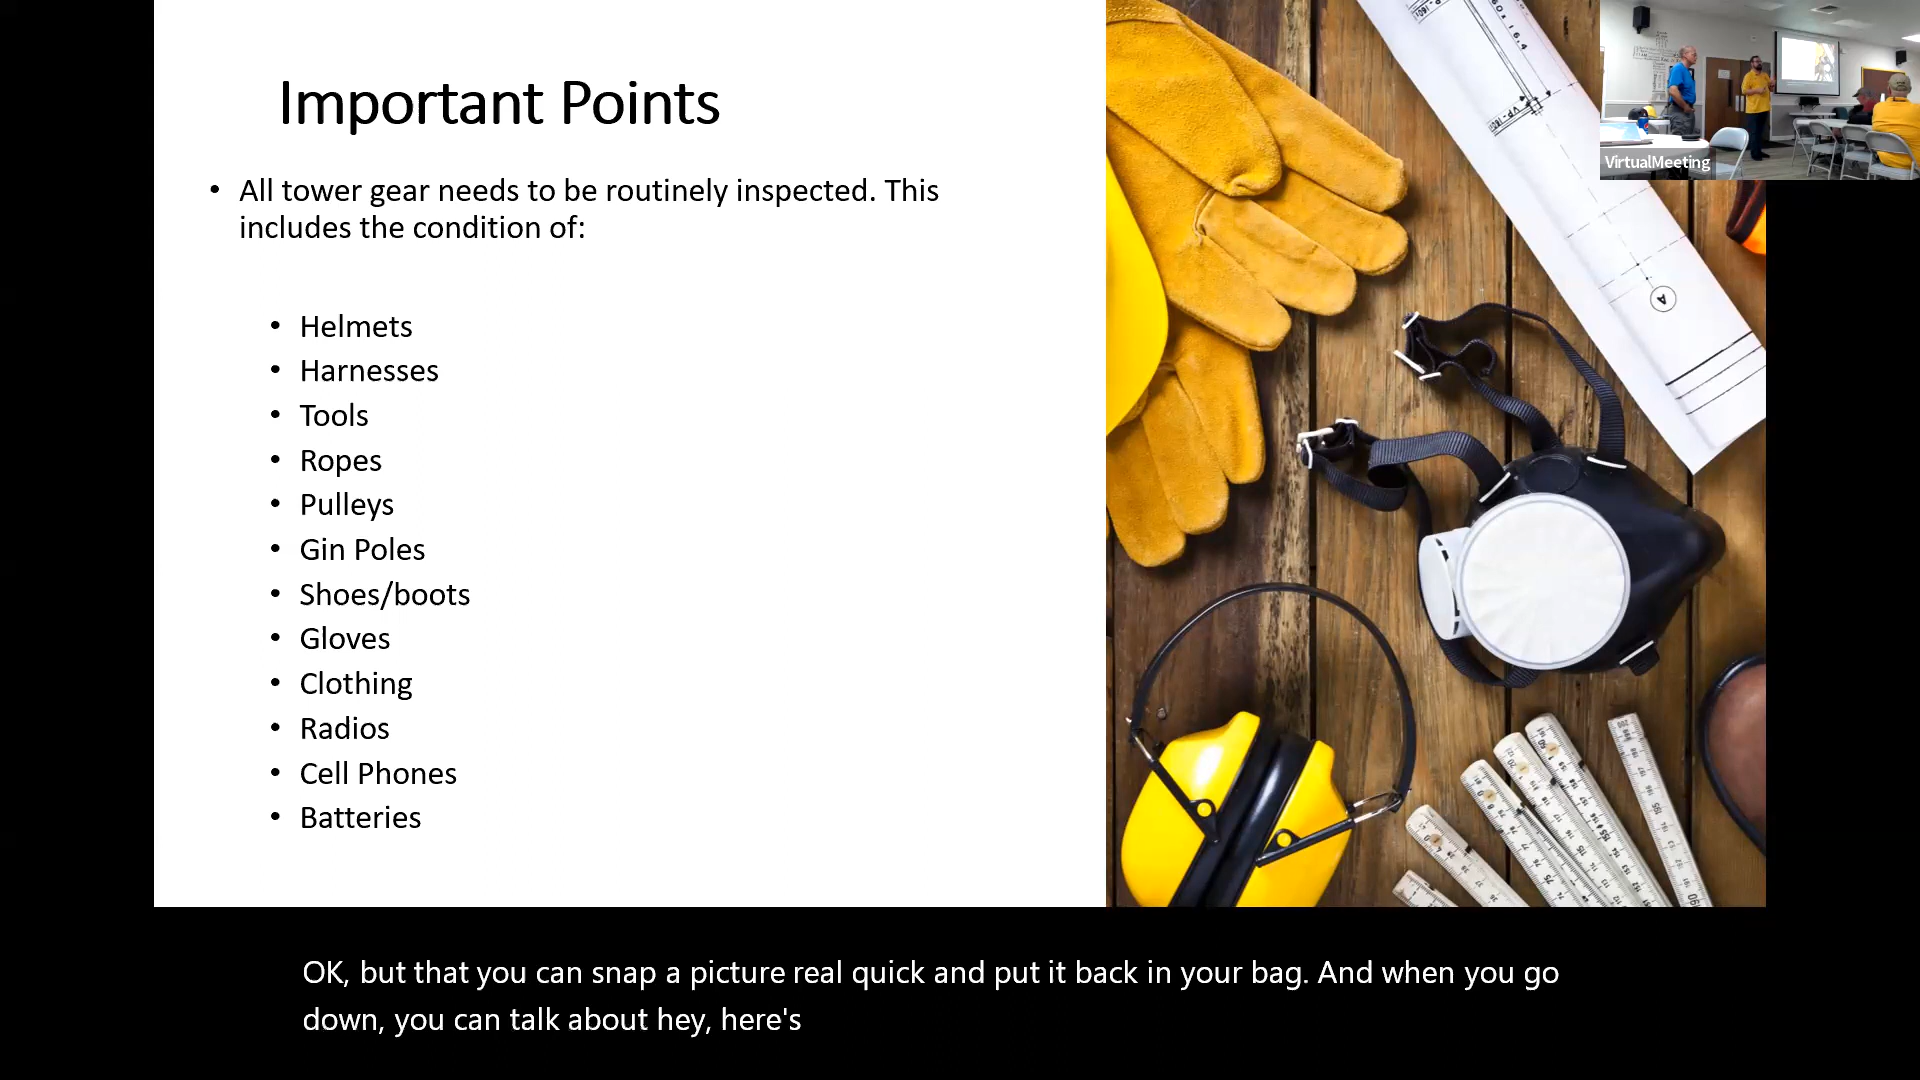 Important Points
• All tower gear needs to be routinely inspected. This
includes the condition of:
• Helmets
• Harnesses
• Tools
• Ropes
• Pulleys
• Gin Poles
• Shoes/boots
• Gloves
• Clothing
• Radios
• Cell Phones
• Batteries
VirtualMeeting
A
OK, but that you can snap a picture real quick and put it back in your bag. And when you go
down, you can talk about hey, here's